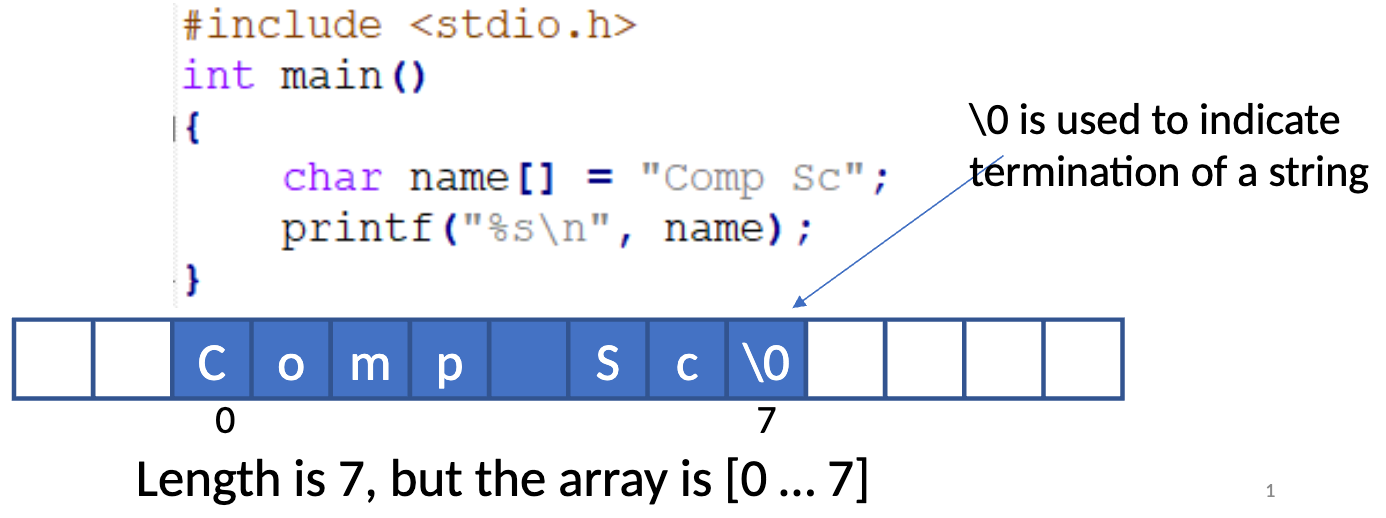 #include <stdio.h>
int main()
{
char name[] = "Comp Sc";
printf("%s\n", name);
}
\0 is used to indicate
termination of a string
C o m p S c \0
0 7
Length is 7, but the array is [0 … 7]
1